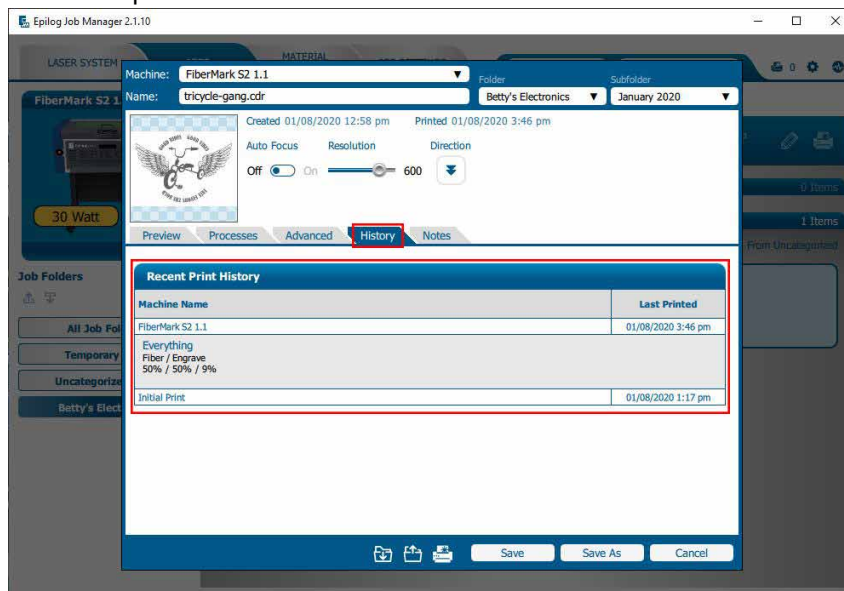 Epilog Job Manager 2.1.10
LASER SYSTEM
MATERIAL
0
FiberMark S2 1
30 Watt
Job Folders
All Job Fol
Temporary
Uncategorize
Betty's Elect
Machine: FiberMark S2 1.1 Folder Subfolder
Name: tricycle-gang.cdr Betty's Electronics January 2020
Created 01/08/2020 12:58 pm Printed 01/08/2020 3:46 pm
Auto Focus Resolution Direction
Off On 600
Preview Processes Advanced History Notes
Recent Print History
Machine Name Last Printed
FiberMark S2 1.1 01/08/2020 3:46 pm
Everything
Fiber / Engrave
50% / 50% / 9%
Initial Print 01/08/2020 1:17 pm
Save Save As Cancel
0 Items
1 Items
From Uncategorized